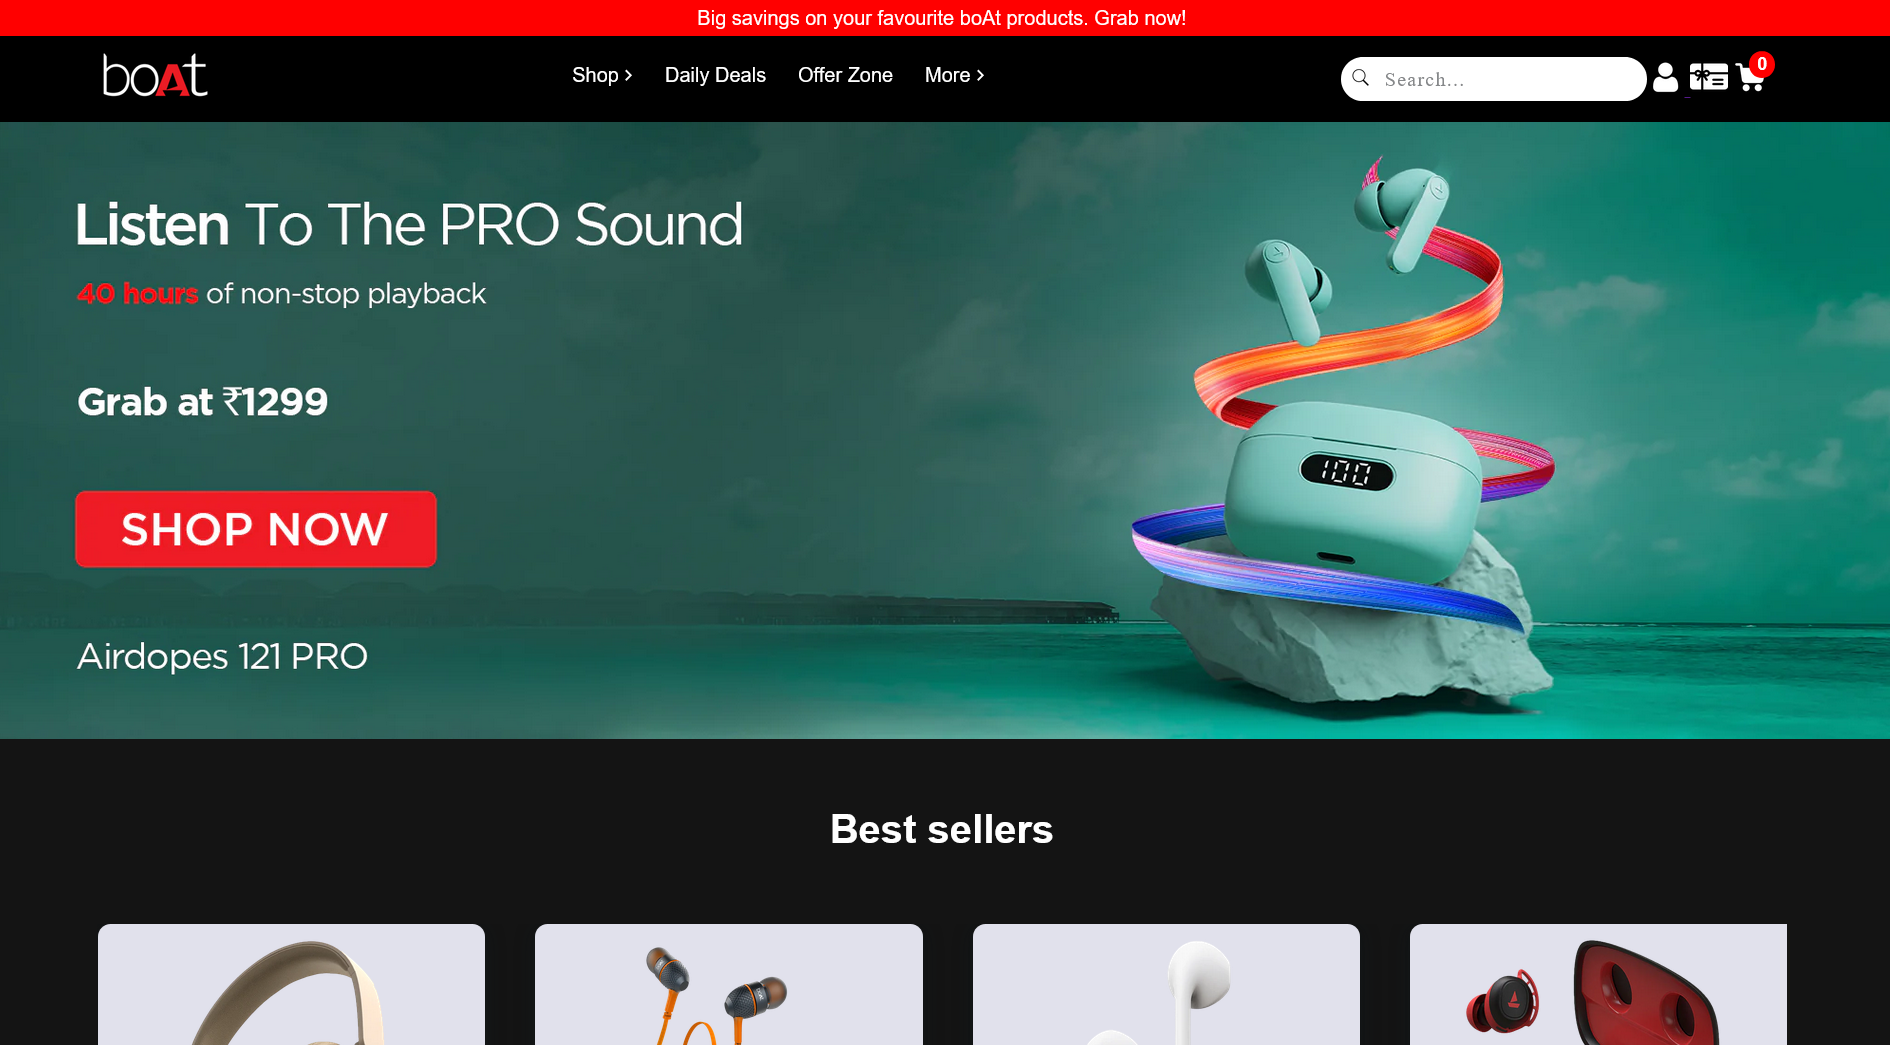 Big savings on your favourite boAt products. Grab now!
boAt
Shop
Daily Deals
Offer Zone
More
Search...
0
Listen To The PRO Sound
40 hours of non-stop playback
Grab at ₹1299
100
SHOP NOW
Airdopes 121 PRO
Best sellers